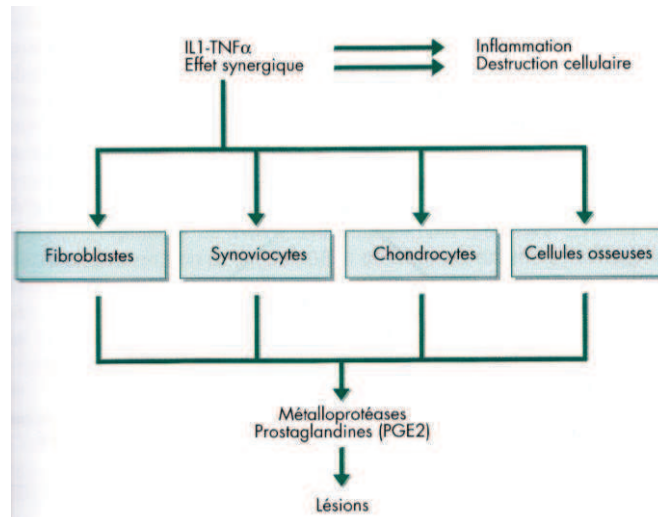 IL1-TNFα
Effet synergique
Inflammation
Destruction cellulaire
Fibroblastes
Synoviocytes
Chondrocytes
Cellules osseuses
Métalloprotéases
Prostaglandines (PGE2)
Lésions